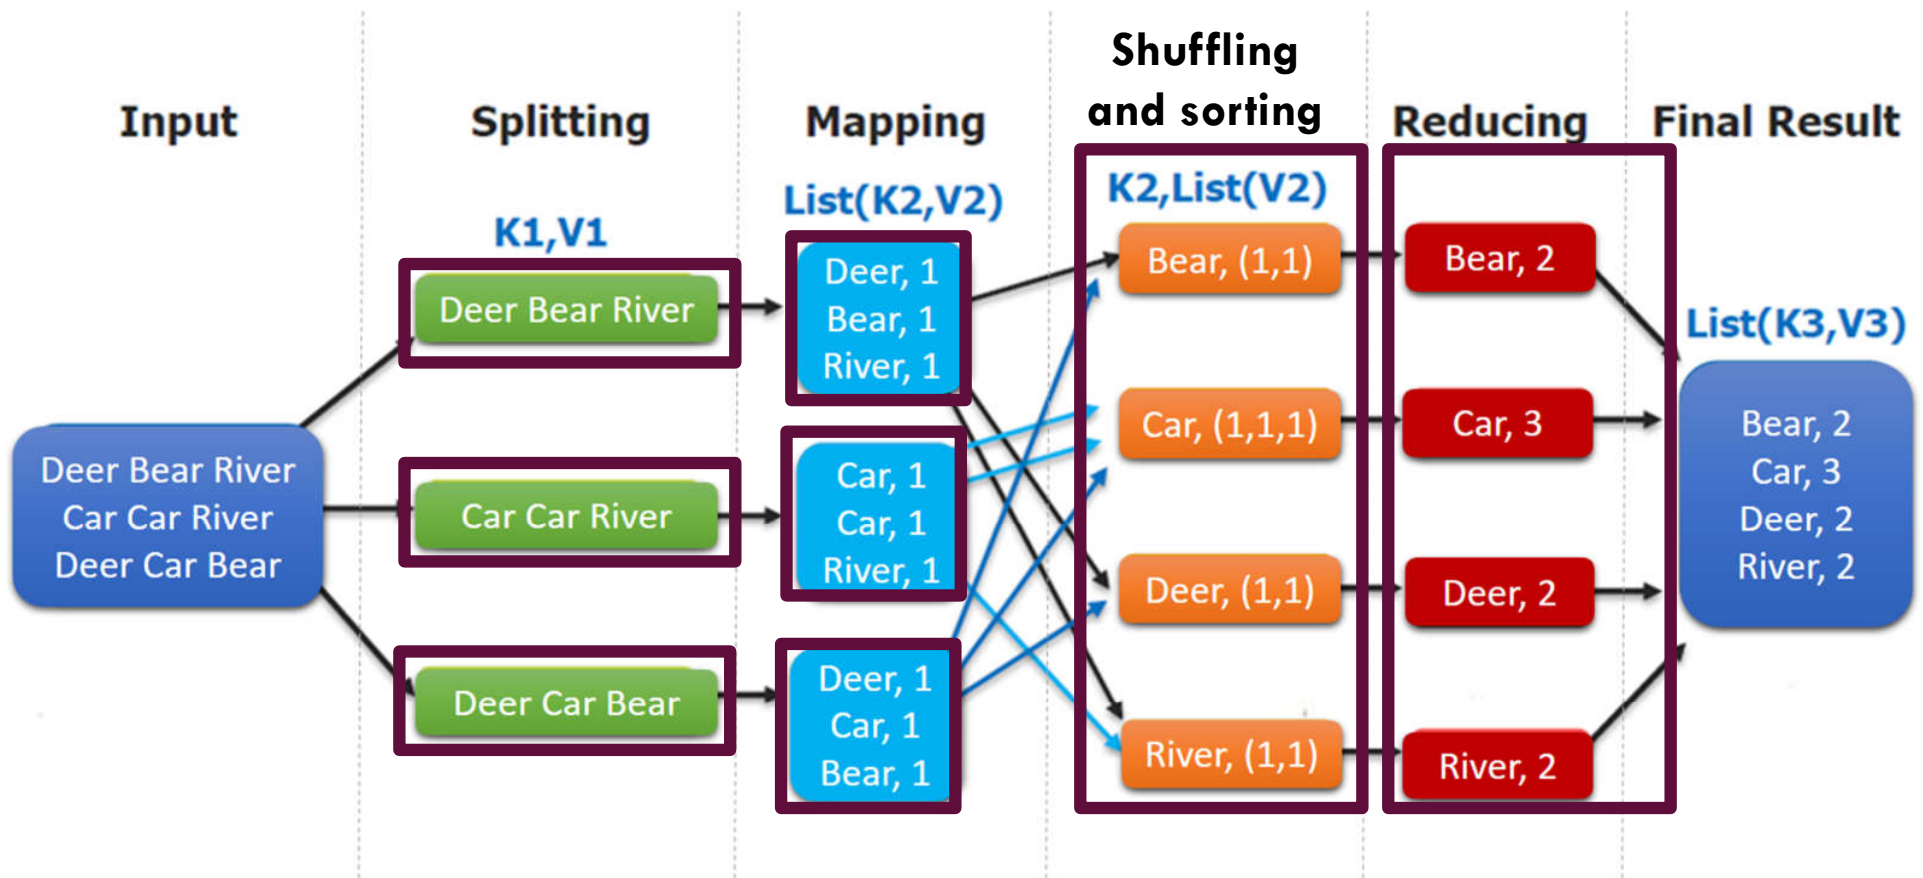 Input
Splitting
Mapping
Shuffling
and sorting
Reducing
Final Result
K1,V1
List(K2,V2)
K2,List(V2)
List(K3,V3)
Deer Bear River
Car Car River
Deer Car Bear
Deer Bear River
Car Car River
Deer Car Bear
Deer, 1
Bear, 1
River, 1
Car, 1
Car, 1
River, 1
Deer, 1
Car, 1
Bear, 1
Bear, (1,1)
Car, (1,1,1)
Deer, (1,1)
River, (1,1)
Bear, 2
Car, 3
Deer, 2
River, 2
Bear, 2
Car, 3
Deer, 2
River, 2